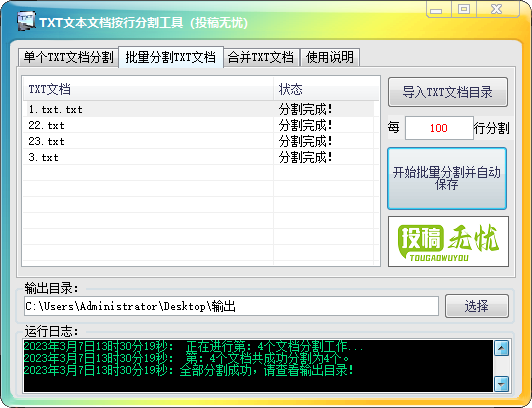 TXT文本文档按行分割工具（投稿无忧）
单个TXT文档分割 批量分割TXT文档 合并TXT文档 使用说明
TXT文档 状态
1.txt.txt 分割完成!
22.txt 分割完成!
23.txt 分割完成!
3.txt 分割完成!
导入TXT文档目录
每 100 行分割
开始批量分割并自动
保存
投稿无忧
TOUGAOWUYOU
输出目录:
C:\Users\Administrator\Desktop\输出 选择
运行日志:
2023年3月7日13时30分19秒: 正在进行第: 4个文档分割工作...
2023年3月7日13时30分19秒: 第: 4个文档共成功分割为4个。
2023年3月7日13时30分19秒: 全部分割成功，请查看输出目录!